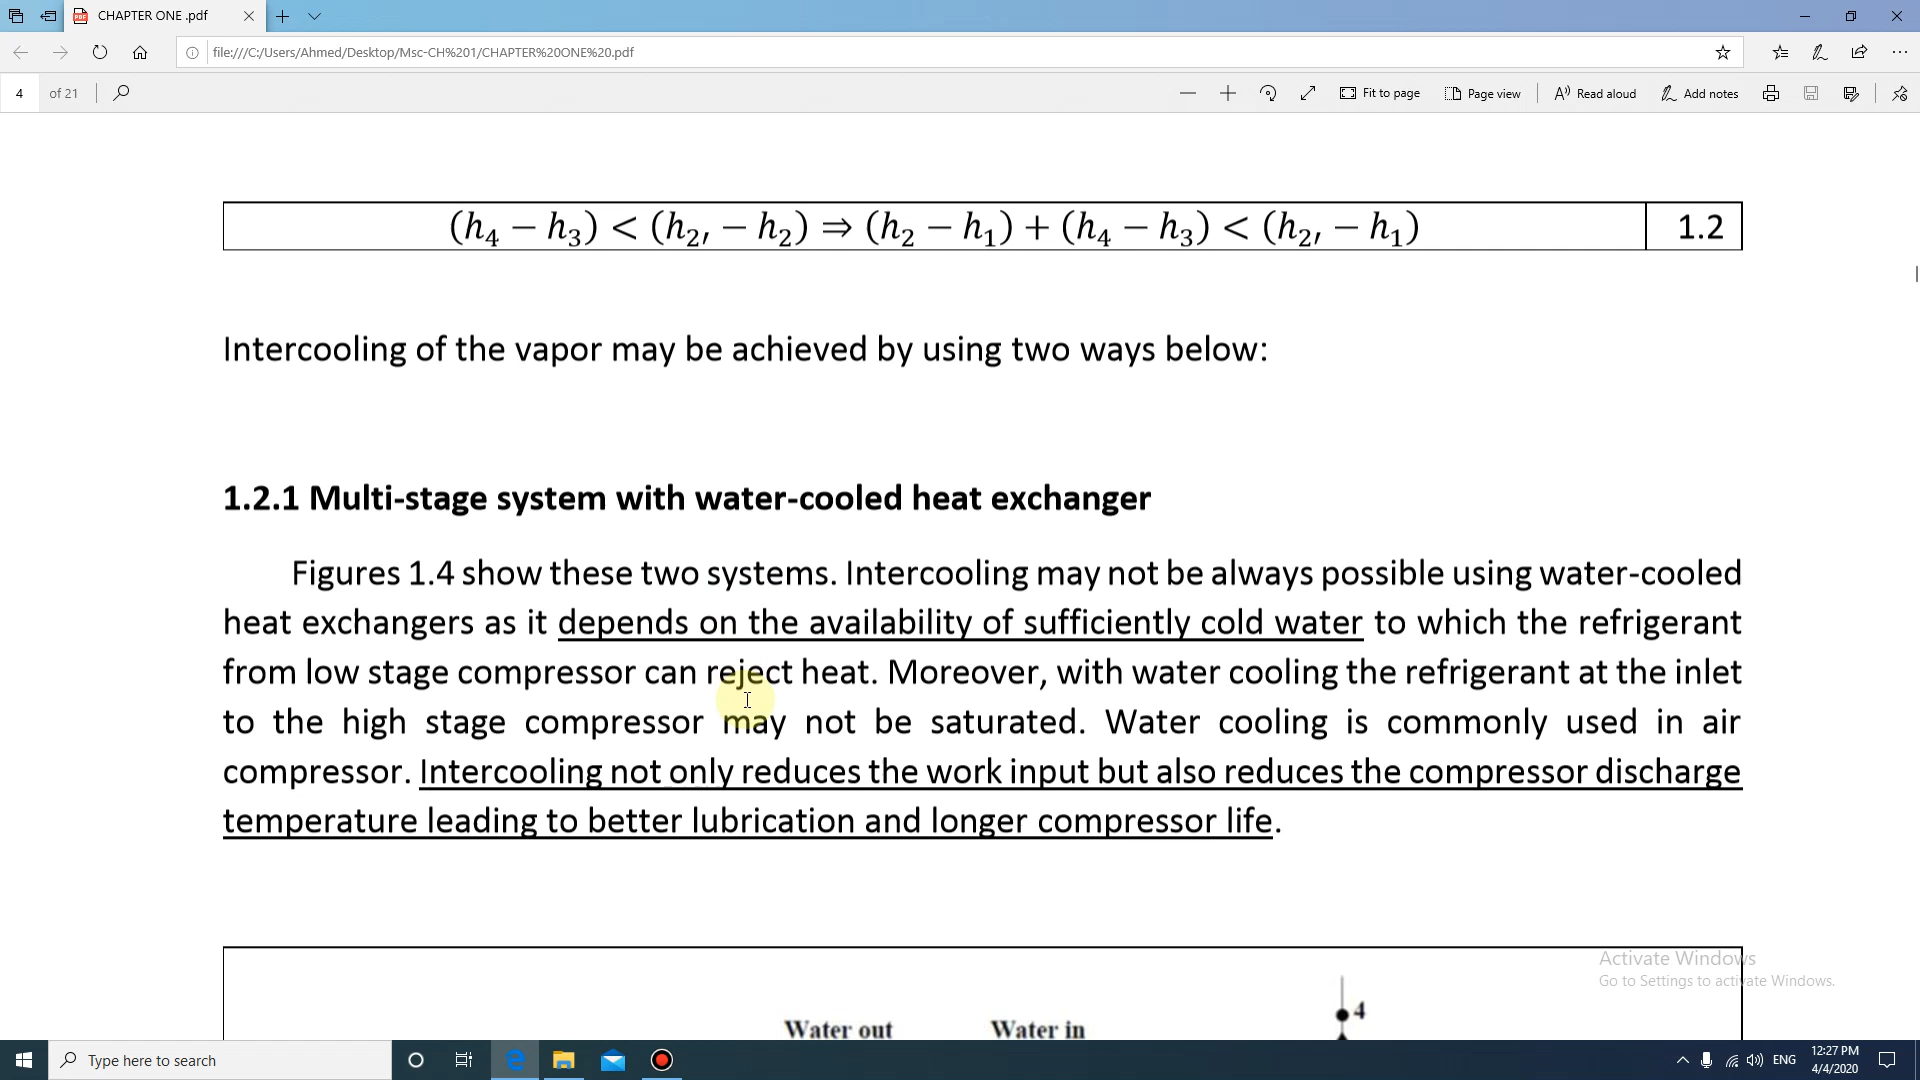 CHAPTER ONE .pdf
file:///C:/Users/Ahmed/Desktop/Msc-CH%201/CHAPTER%20ONE%20.pdf
4 of 21 Fit to page Page view Read aloud Add notes
(h₄ − h₃) < (h₂′ − h₂) ⇒ (h₂ − h₁) + (h₄ − h₃) < (h₂′ − h₁) 1.2
Intercooling of the vapor may be achieved by using two ways below:
1.2.1 Multi-stage system with water-cooled heat exchanger
Figures 1.4 show these two systems. Intercooling may not be always possible using water-cooled
heat exchangers as it depends on the availability of sufficiently cold water to which the refrigerant
from low stage compressor can reject heat. Moreover, with water cooling the refrigerant at the inlet
to the high stage compressor may not be saturated. Water cooling is commonly used in air
compressor. Intercooling not only reduces the work input but also reduces the compressor discharge
temperature leading to better lubrication and longer compressor life.
Activate Windows
Go to Settings to activate Windows.
4
Water out Water in
Type here to search
ENG
12:27 PM
4/4/2020